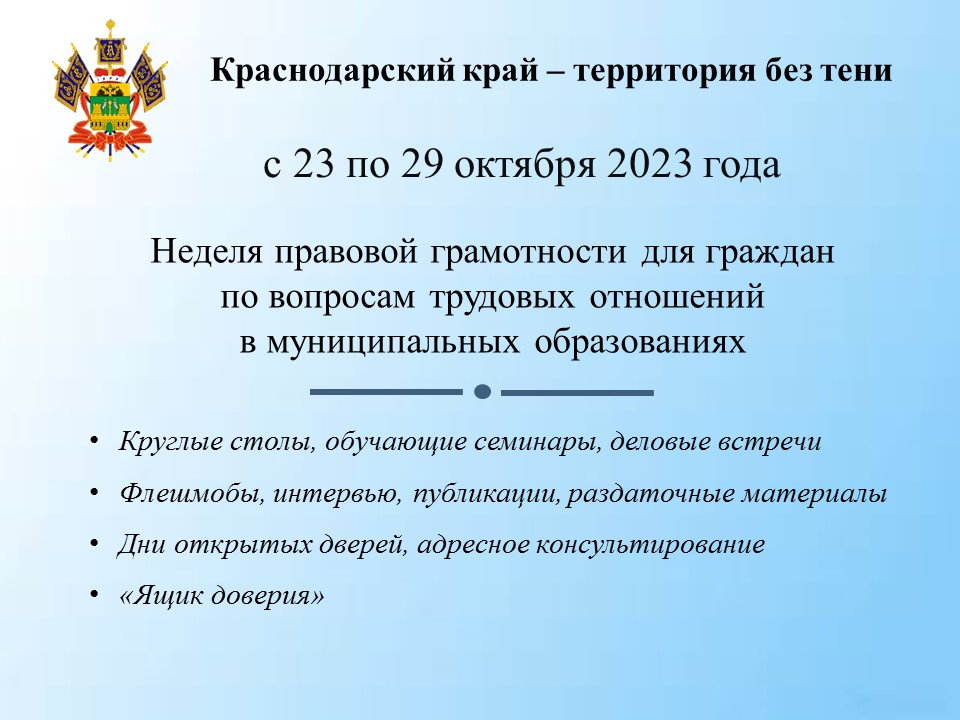 Краснодарский край – территория без тени
с 23 по 29 октября 2023 года
Неделя правовой грамотности для граждан
по вопросам трудовых отношений
в муниципальных образованиях
• Круглые столы, обучающие семинары, деловые встречи
• Флешмобы, интервью, публикации, раздаточные материалы
• Дни открытых дверей, адресное консультирование
• «Ящик доверия»